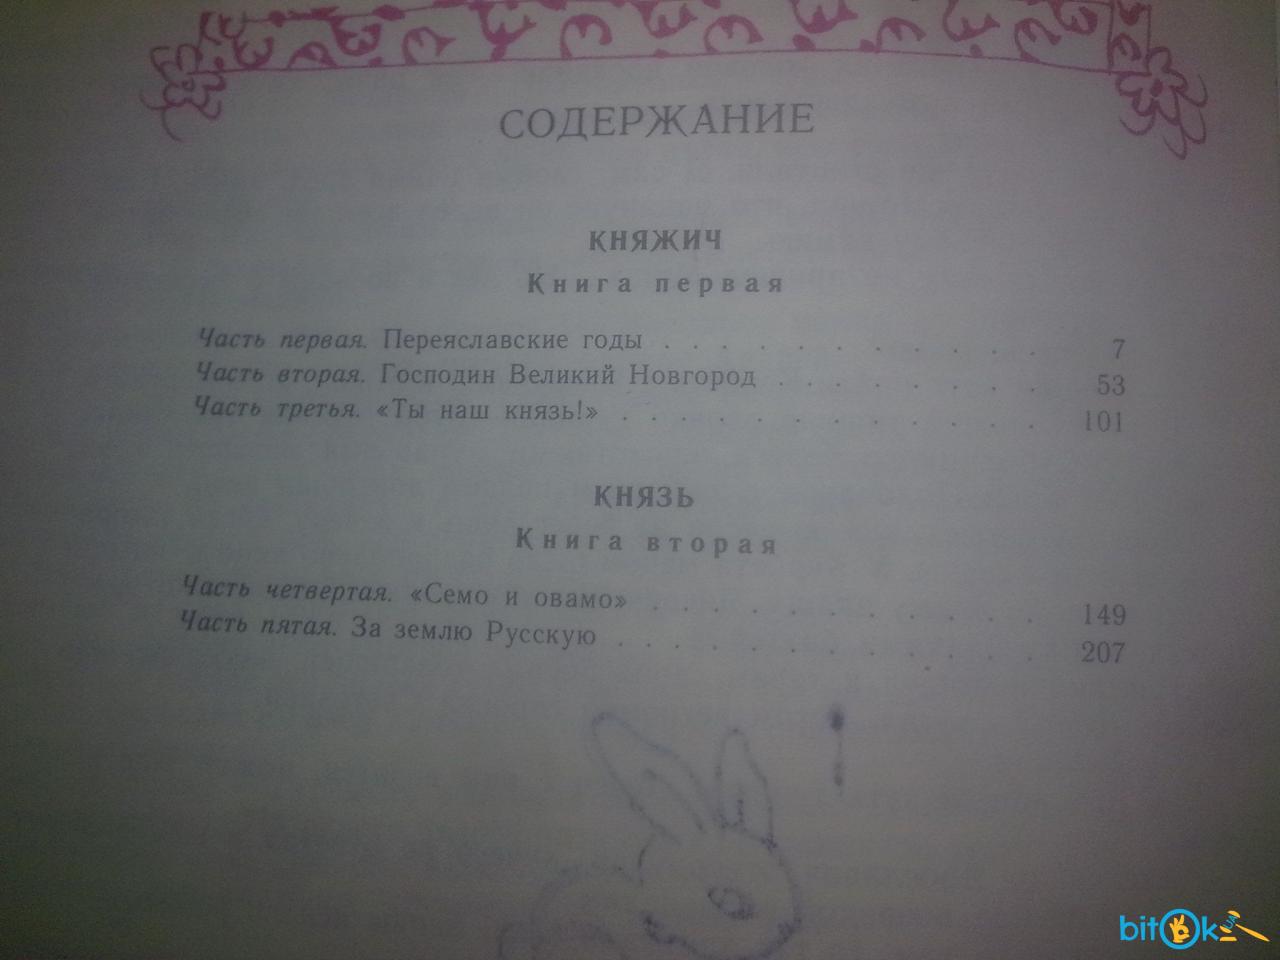 СОДЕРЖАНИЕ
КНЯЖИЧ
Книга первая
Часть первая. Переяславские годы . . . . . . . . . . . . 7
Часть вторая. Господин Великий Новгород . . . . . . . . 53
Часть третья. «Ты наш князь!» . . . . . . . . . . . . . 101
КНЯЗЬ
Книга вторая
Часть четвертая. «Семо и овамо» . . . . . . . . . . . . 149
Часть пятая. За землю Русскую . . . . . . . . . . . . . 207
bitOk UA